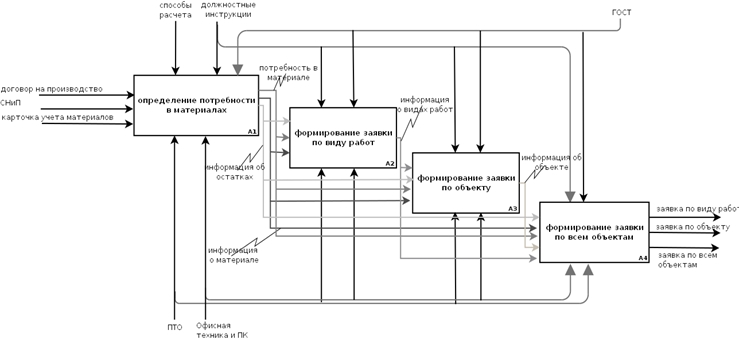 способы
расчета
должностные
инструкции
ГОСТ
договор на производство
СНиП
карточка учета материалов
определение потребности
в материалах
A1
потребность в
материале
формирование заявки
по виду работ
A2
информация
о видах работ
информация об
остатках
формирование заявки
по объекту
A3
информация об
объекте
информация
о материале
формирование заявки
по всем объектам
A4
заявка по виду работ
заявка по объекту
заявка по всем
объектам
ПТО
Офисная
техника и ПК